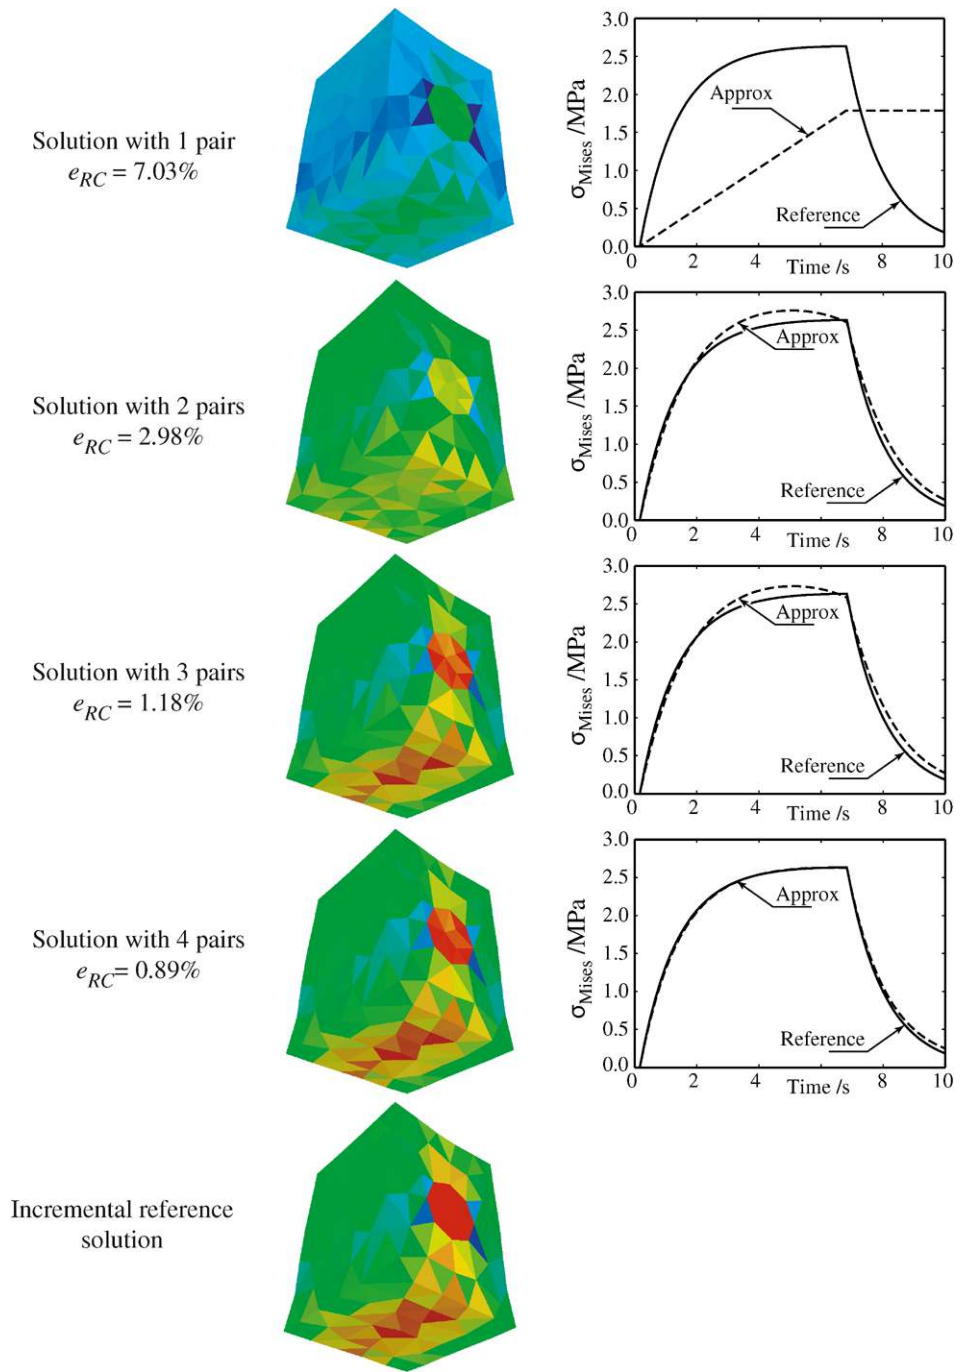 Solution with 1 pair
e_RC = 7.03%
3.0
2.5
2.0
1.5
1.0
0.5
0.0
σ_Mises /MPa
Approx
Reference
0 2 4 Time /s 8 10
Solution with 2 pairs
e_RC = 2.98%
3.0
2.5
2.0
1.5
1.0
0.5
0.0
σ_Mises /MPa
Approx
Reference
0 2 4 Time /s 8 10
Solution with 3 pairs
e_RC = 1.18%
3.0
2.5
2.0
1.5
1.0
0.5
0.0
σ_Mises /MPa
Approx
Reference
0 2 4 Time /s 8 10
Solution with 4 pairs
e_RC= 0.89%
3.0
2.5
2.0
1.5
1.0
0.5
0.0
σ_Mises /MPa
Approx
Reference
0 2 4 Time /s 8 10
Incremental reference
solution